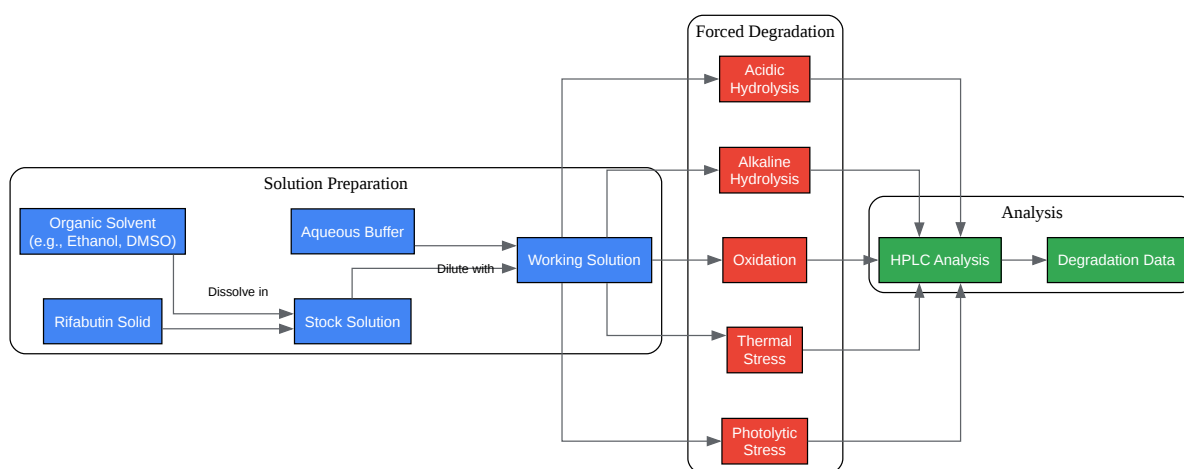 Forced Degradation
Acidic
Hydrolysis
Alkaline
Hydrolysis
Oxidation
Thermal
Stress
Photolytic
Stress
Solution Preparation
Organic Solvent
(e.g., Ethanol, DMSO)
Aqueous Buffer
Working Solution
Dilute with
Dissolve in
Rifabutin Solid
Stock Solution
Analysis
HPLC Analysis
Degradation Data